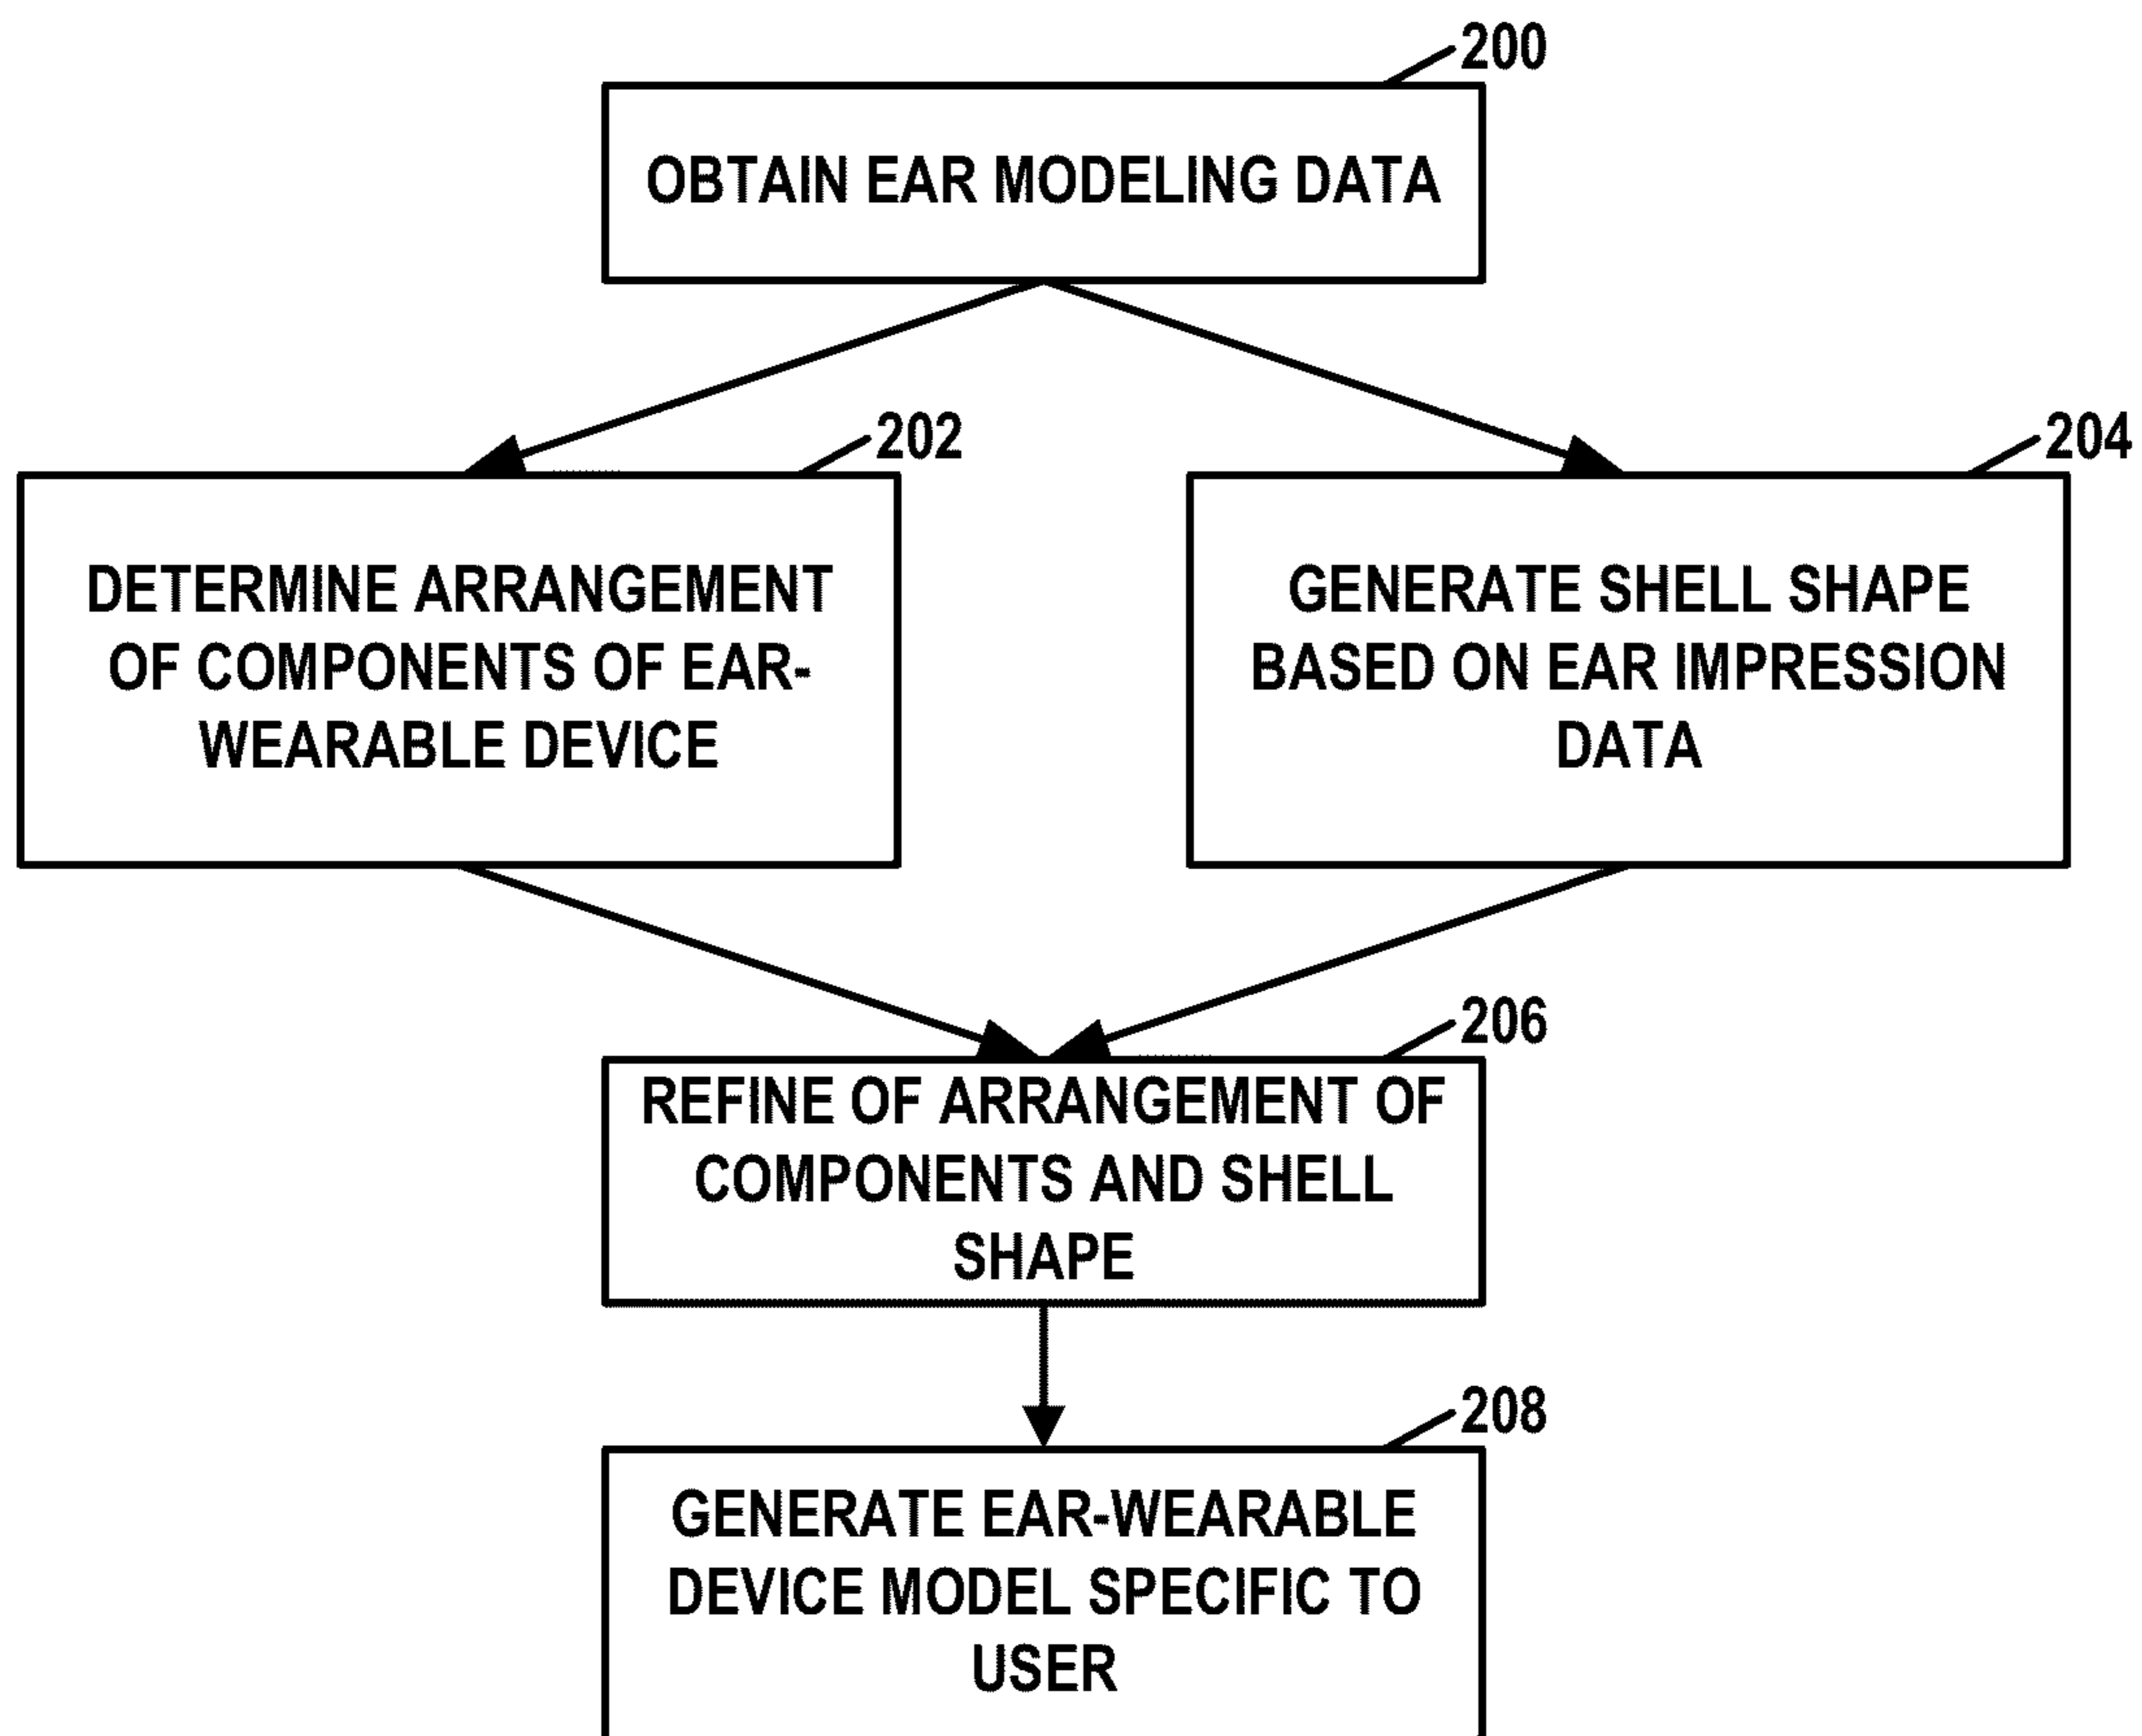 200
OBTAIN EAR MODELING DATA
202
DETERMINE ARRANGEMENT
OF COMPONENTS OF EAR-
WEARABLE DEVICE
204
GENERATE SHELL SHAPE
BASED ON EAR IMPRESSION
DATA
206
REFINE OF ARRANGEMENT OF
COMPONENTS AND SHELL
SHAPE
208
GENERATE EAR-WEARABLE
DEVICE MODEL SPECIFIC TO
USER